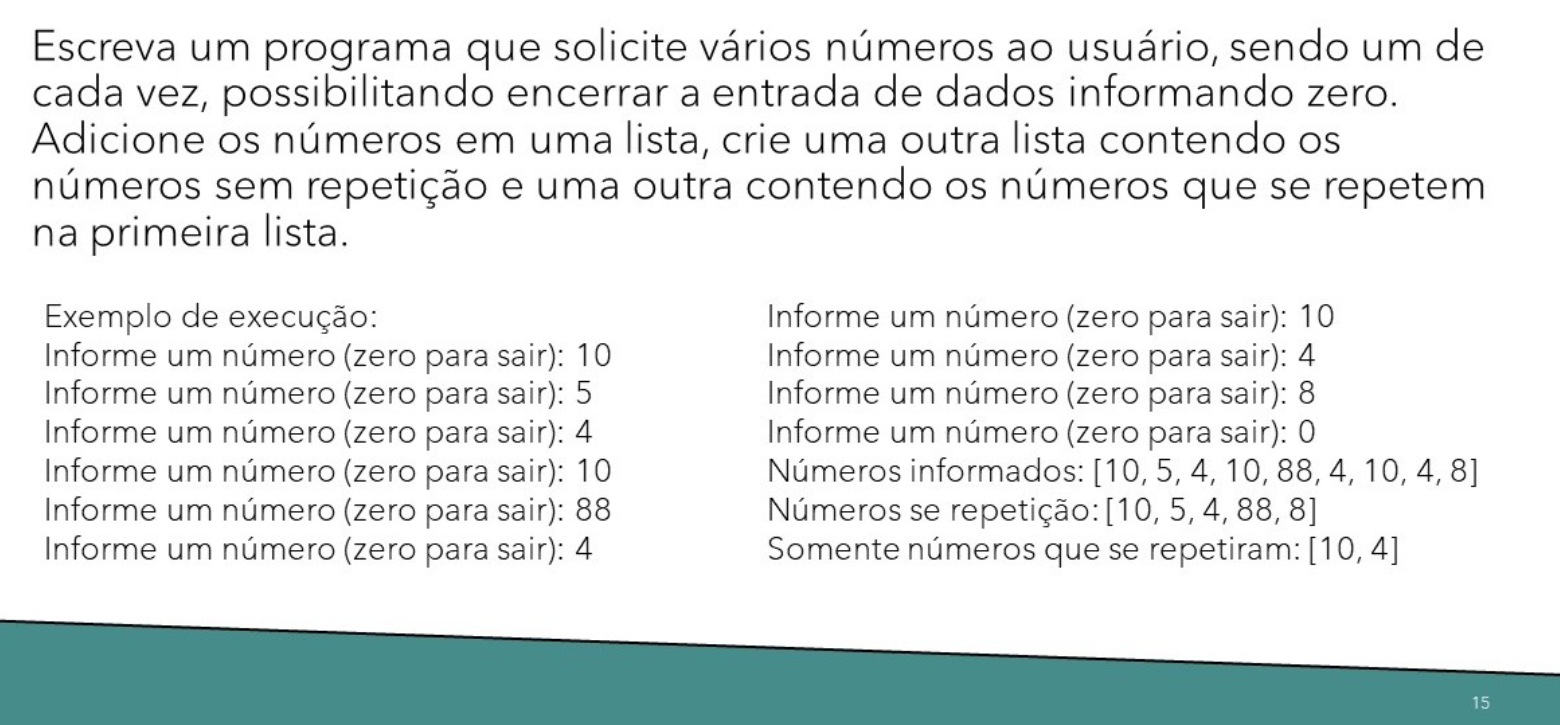 Escreva um programa que solicite vários números ao usuário, sendo um de
cada vez, possibilitando encerrar a entrada de dados informando zero.
Adicione os números em uma lista, crie uma outra lista contendo os
números sem repetição e uma outra contendo os números que se repetem
na primeira lista.
Exemplo de execução:
Informe um número (zero para sair): 10
Informe um número (zero para sair): 5
Informe um número (zero para sair): 4
Informe um número (zero para sair): 10
Informe um número (zero para sair): 88
Informe um número (zero para sair): 4
Informe um número (zero para sair): 10
Informe um número (zero para sair): 4
Informe um número (zero para sair): 8
Informe um número (zero para sair): 0
Números informados: [10, 5, 4, 10, 88, 4, 10, 4, 8]
Números se repetição: [10, 5, 4, 88, 8]
Somente números que se repetiram: [10, 4]
15